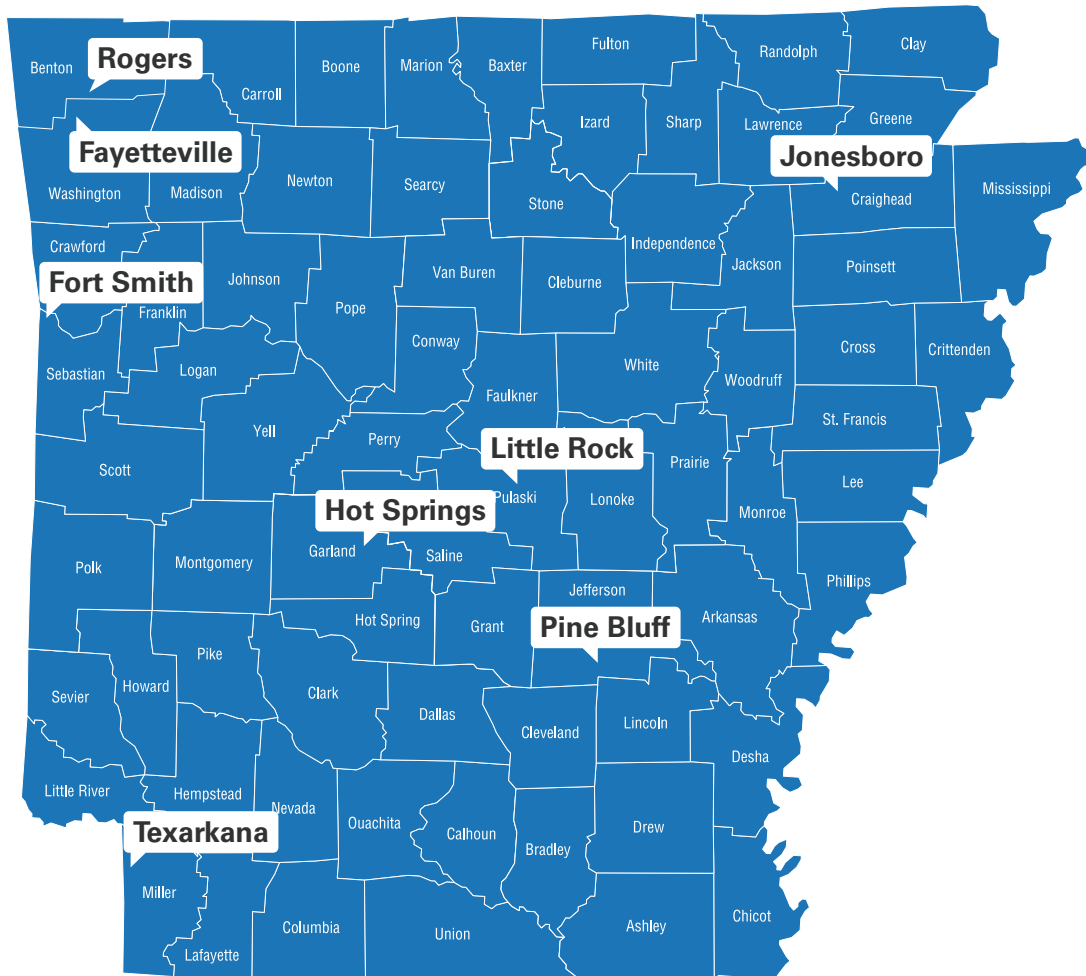 Fulton
Randolph
Clay
Rogers
Benton
Boone
Marion
Baxter
Carroll
Izard
Sharp
Lawrence
Greene
Fayetteville
Jonesboro
Newton
Searcy
Washington
Madison
Stone
Craighead
Mississippi
Crawford
Independence
Van Buren
Cleburne
Jackson
Poinsett
Fort Smith
Johnson
Franklin
Pope
Conway
Cross
Crittenden
Sebastian
Logan
White
Woodruff
Faulkner
St. Francis
Yell
Perry
Little Rock
Prairie
Scott
Pulaski
Lonoke
Lee
Hot Springs
Monroe
Garland
Saline
Polk
Montgomery
Phillips
Jefferson
Hot Spring
Grant
Pine Bluff
Arkansas
Pike
Sevier
Howard
Clark
Dallas
Cleveland
Lincoln
Desha
Little River
Hempstead
Nevada
Ouachita
Calhoun
Drew
Texarkana
Bradley
Miller
Lafayette
Columbia
Union
Ashley
Chicot